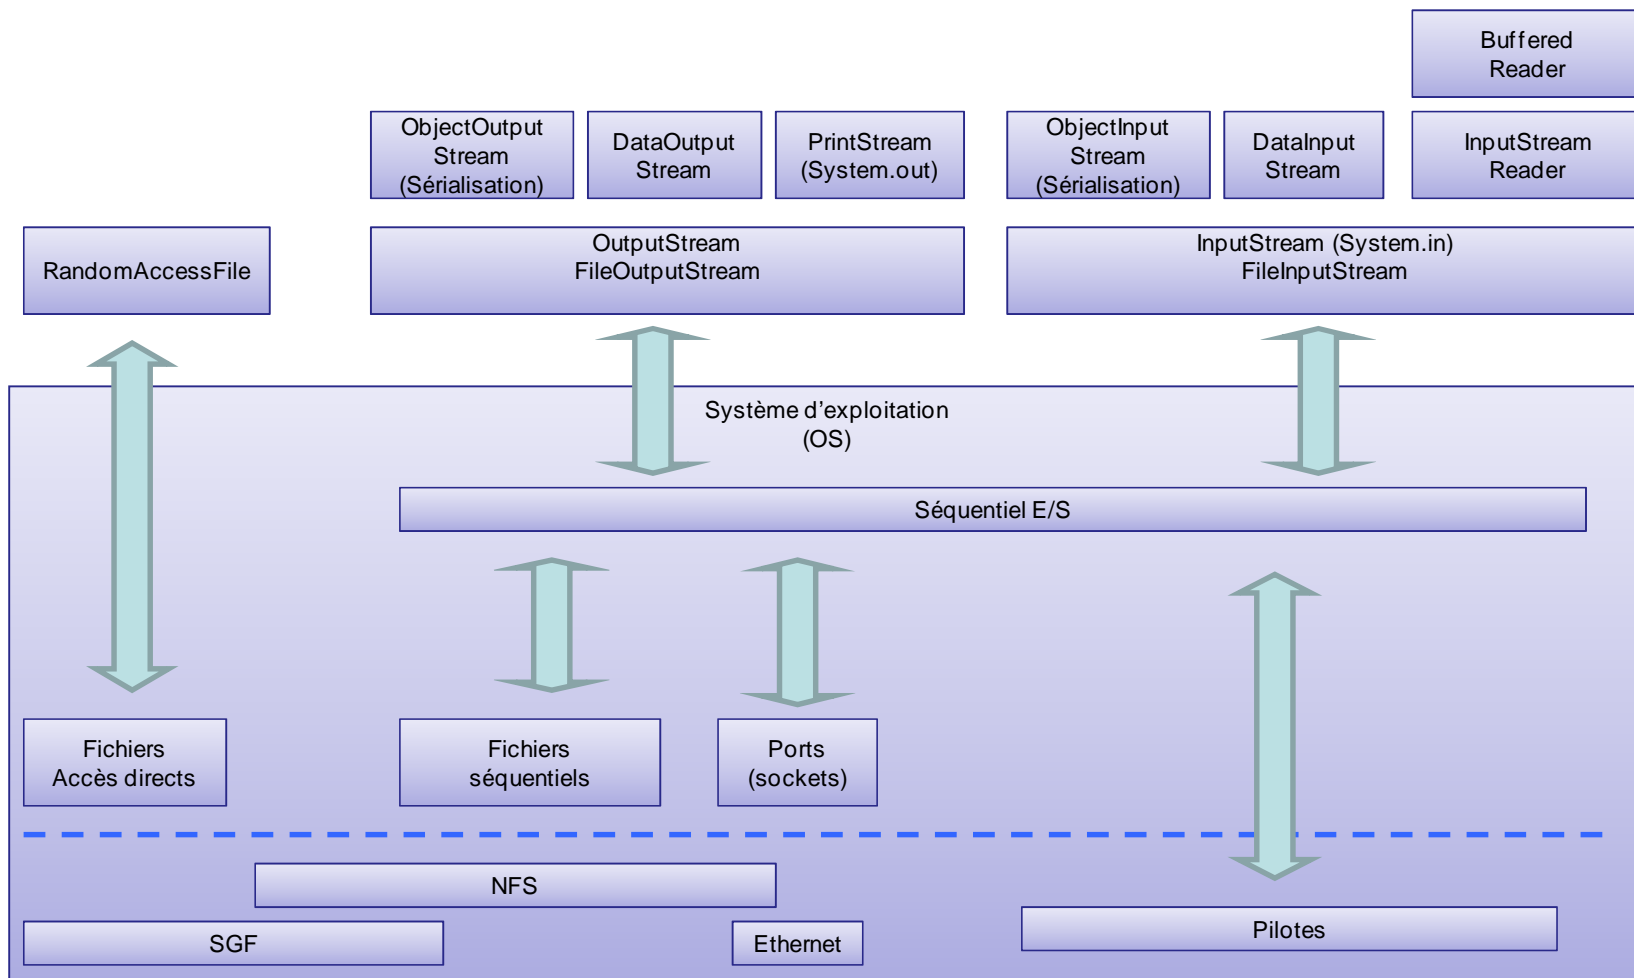 Buffered
Reader
ObjectOutput
Stream
(Sérialisation)
DataOutput
Stream
PrintStream
(System.out)
ObjectInput
Stream
(Sérialisation)
DataInput
Stream
InputStream
Reader
RandomAccessFile
OutputStream
FileOutputStream
InputStream (System.in)
FileInputStream
Système d'exploitation
(OS)
Séquentiel E/S
Fichiers
Accès directs
Fichiers
séquentiels
Ports
(sockets)
NFS
SGF
Ethernet
Pilotes